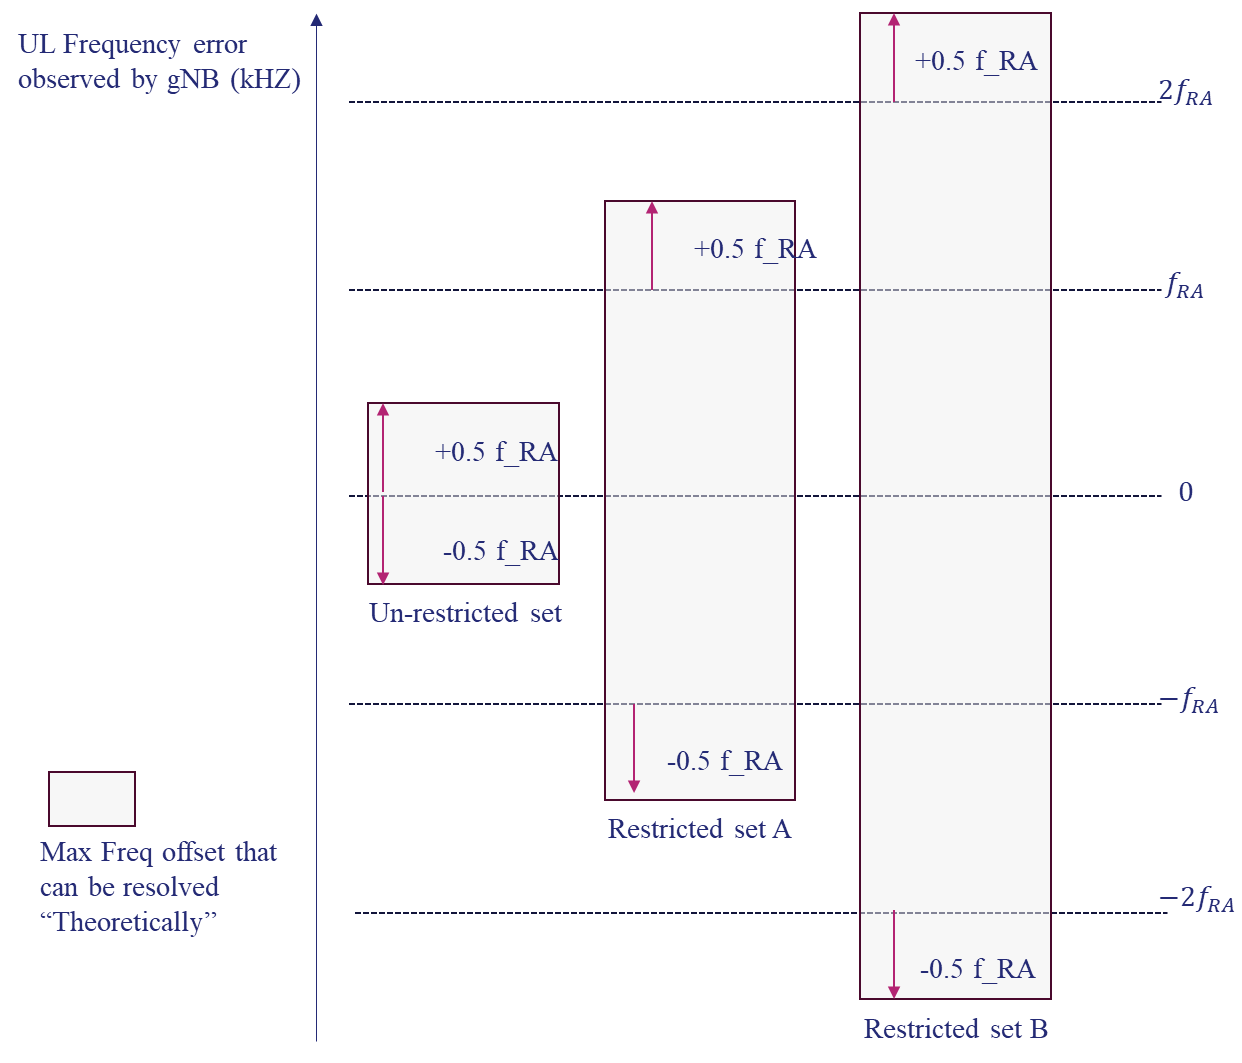 UL Frequency error
observed by gNB (kHZ)
+0.5 f_RA
2f_RA
+0.5 f_RA
f_RA
+0.5 f_RA
0
-0.5 f_RA
Un-restricted set
−f_RA
-0.5 f_RA
Restricted set A
Max Freq offset that
can be resolved
“Theoretically”
−2f_RA
-0.5 f_RA
Restricted set B